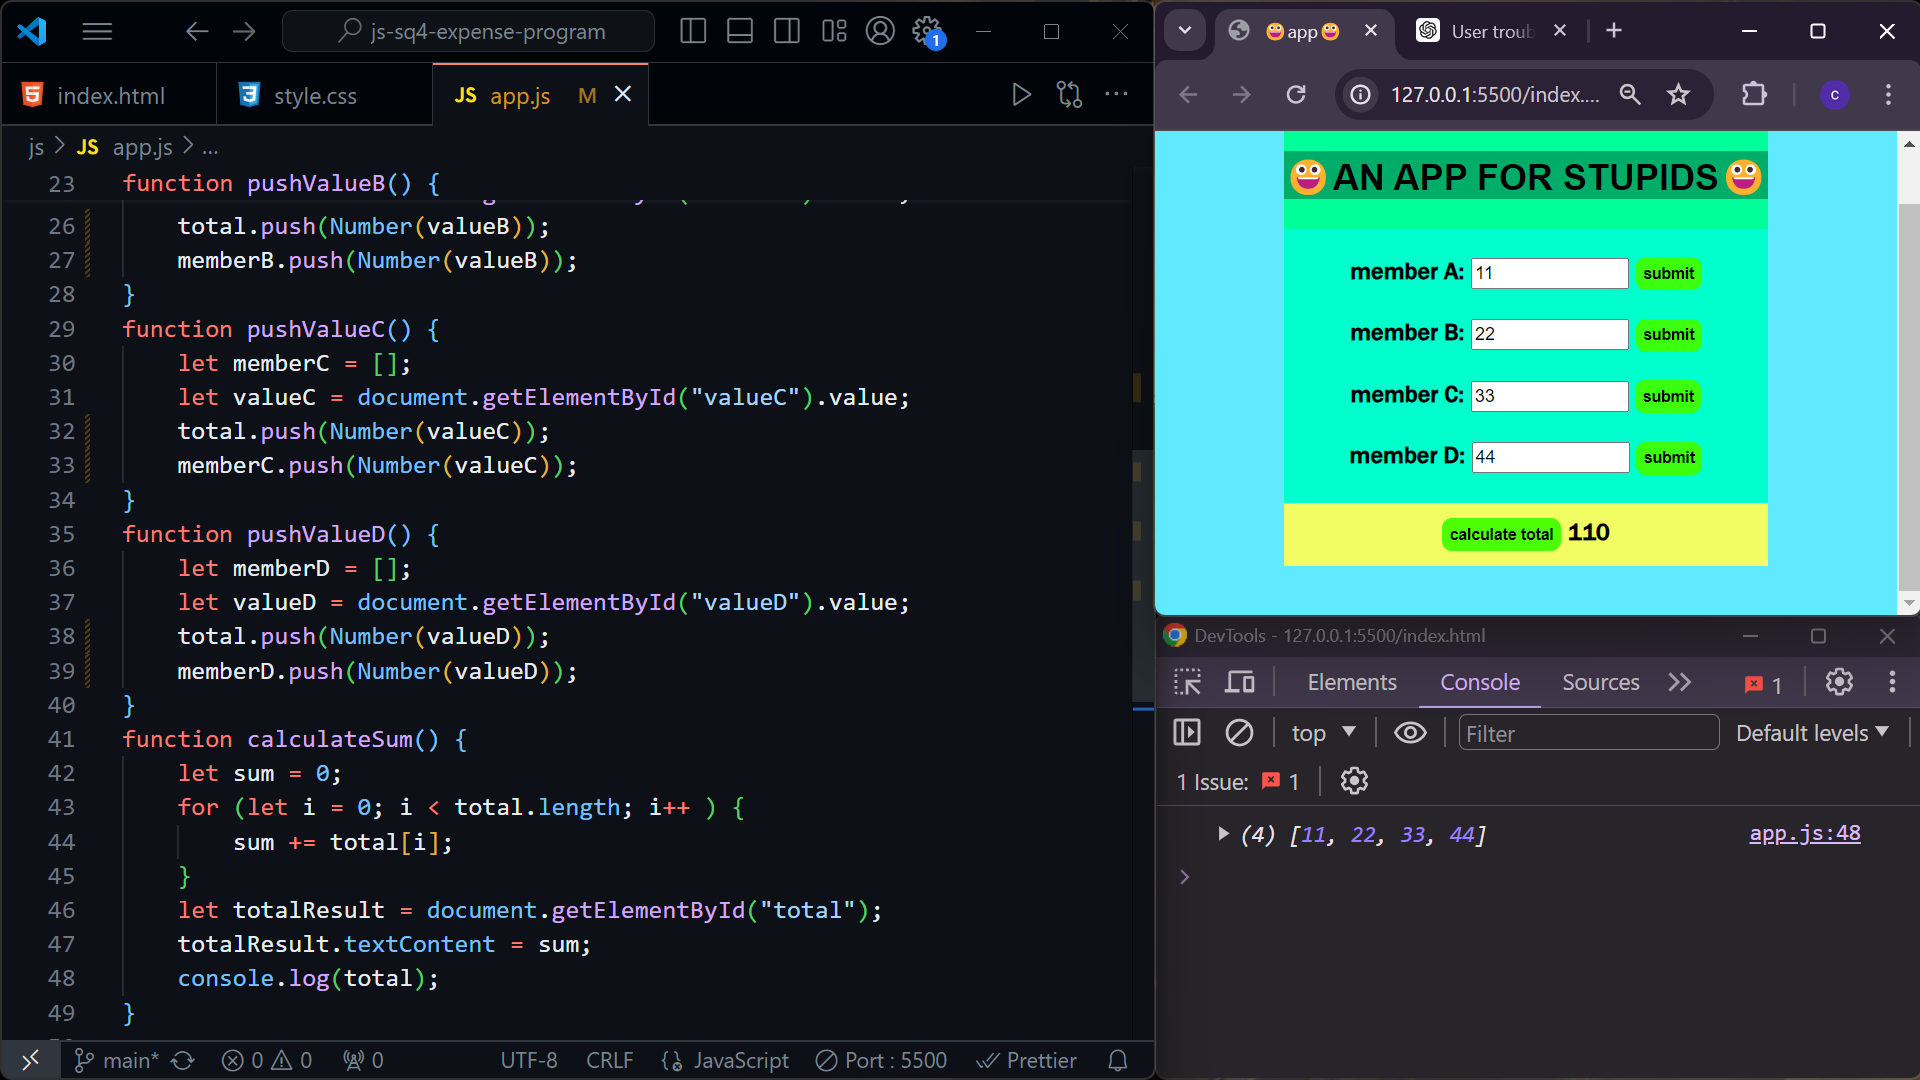 js-sq4-expense-program
1
index.html
style.css
JS app.js M
js > JS app.js > ...
23 function pushValueB() {
26 total.push(Number(valueB));
27 memberB.push(Number(valueB));
28 }
29 function pushValueC() {
30 let memberC = [];
31 let valueC = document.getElementById("valueC").value;
32 total.push(Number(valueC));
33 memberC.push(Number(valueC));
34 }
35 function pushValueD() {
36 let memberD = [];
37 let valueD = document.getElementById("valueD").value;
38 total.push(Number(valueD));
39 memberD.push(Number(valueD));
40 }
41 function calculateSum() {
42 let sum = 0;
43 for (let i = 0; i < total.length; i++ ) {
44 sum += total[i];
45 }
46 let totalResult = document.getElementById("total");
47 totalResult.textContent = sum;
48 console.log(total);
49 }
main* 0 0 0 UTF-8 CRLF JavaScript Port : 5500 Prettier
app
User troub
127.0.0.1:5500/index....
c
AN APP FOR STUPIDS
member A: 11 submit
member B: 22 submit
member C: 33 submit
member D: 44 submit
calculate total 110
DevTools - 127.0.0.1:5500/index.html
Elements Console Sources 1
top Filter Default levels
1 Issue: 1
(4) [11, 22, 33, 44] app.js:48